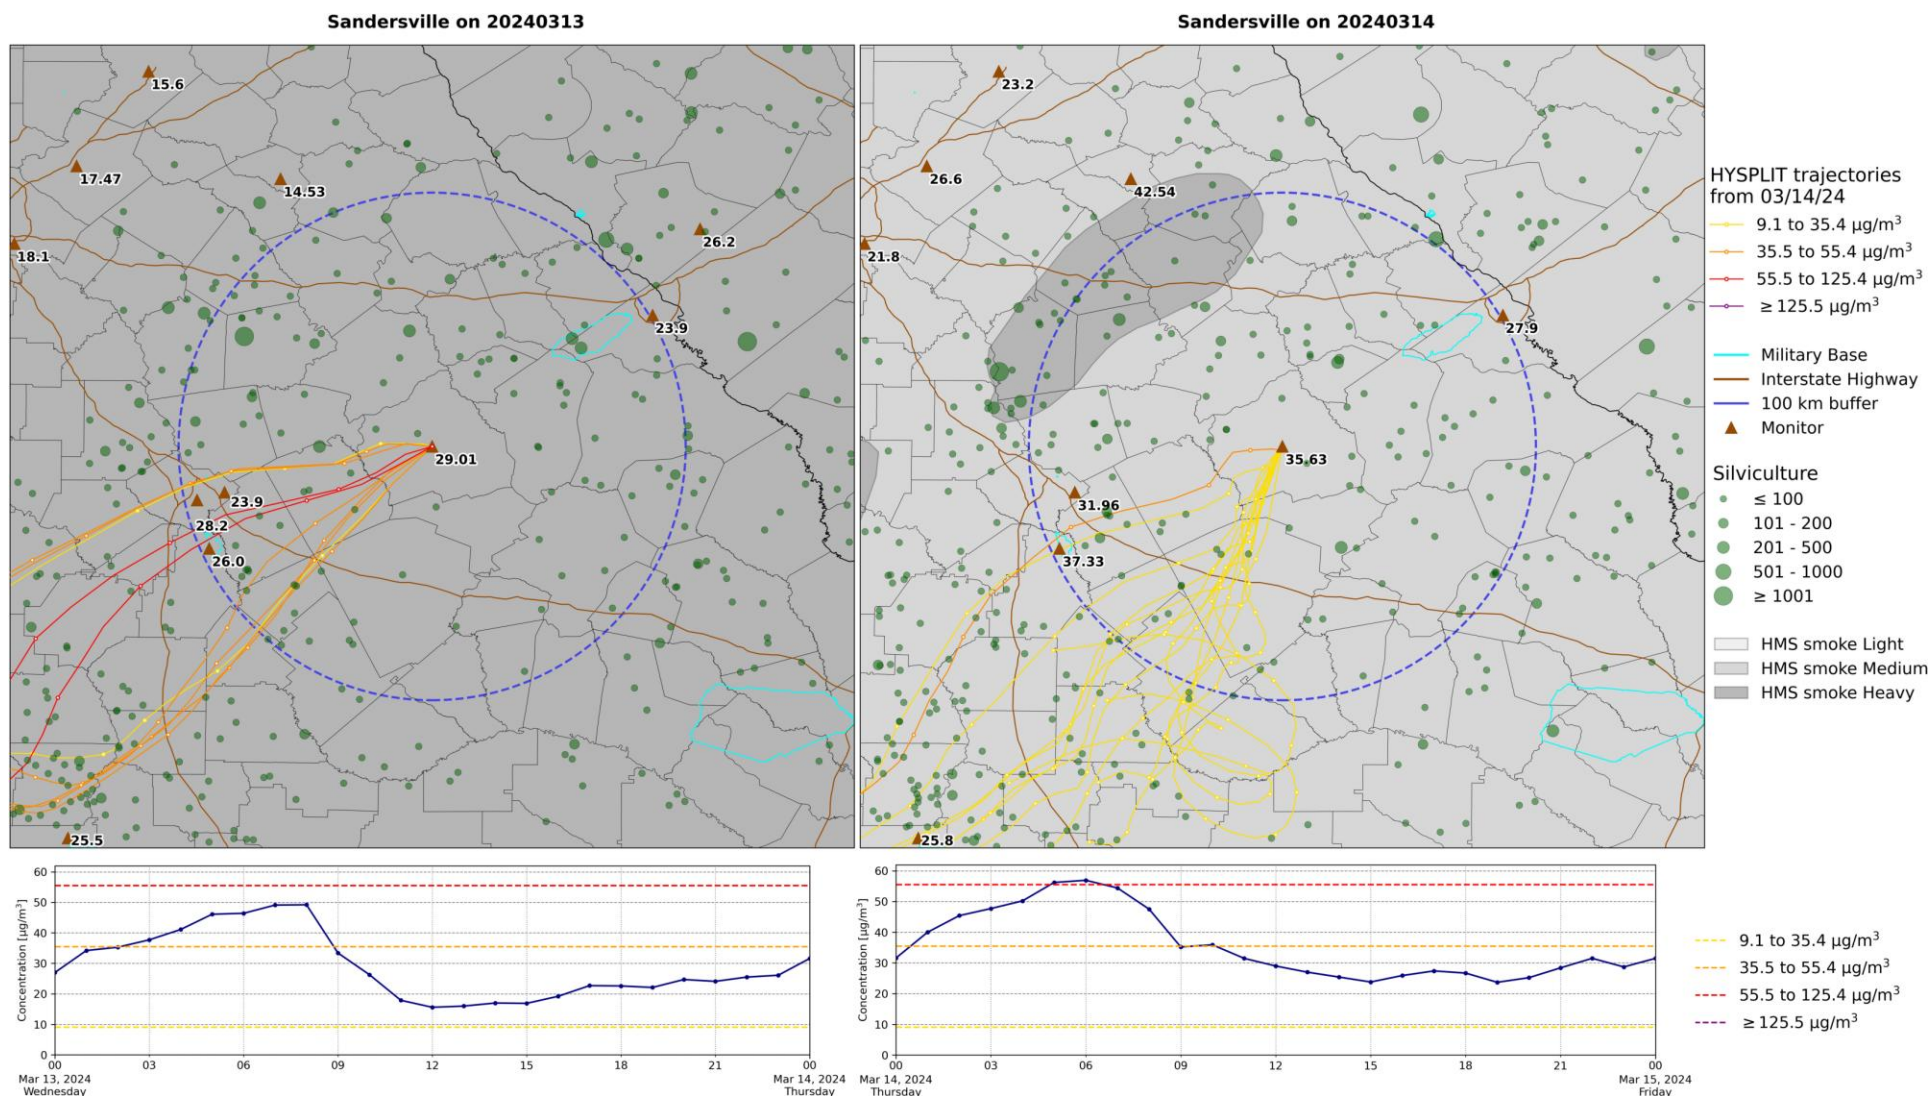 Sandersville on 20240313
Sandersville on 20240314
15.6
17.47
14.53
18.1
26.2
23.9
29.01
23.9
28.2
26.0
25.5
23.2
26.6
42.54
21.8
27.9
35.63
31.96
37.33
25.8
HYSPLIT trajectories
from 03/14/24
9.1 to 35.4 µg/m³
35.5 to 55.4 µg/m³
55.5 to 125.4 µg/m³
≥ 125.5 µg/m³
Military Base
Interstate Highway
100 km buffer
Monitor
Silviculture
≤ 100
101 - 200
201 - 500
501 - 1000
≥ 1001
HMS smoke Light
HMS smoke Medium
HMS smoke Heavy
Concentration [µg/m³]
60
50
40
30
20
10
0
00 03 06 09 12 15 18 21 00
Mar 13, 2024
Wednesday
Mar 14, 2024
Thursday
Concentration [µg/m³]
60
50
40
30
20
10
0
00 03 06 09 12 15 18 21 00
Mar 14, 2024
Thursday
Mar 15, 2024
Friday
9.1 to 35.4 µg/m³
35.5 to 55.4 µg/m³
55.5 to 125.4 µg/m³
≥ 125.5 µg/m³